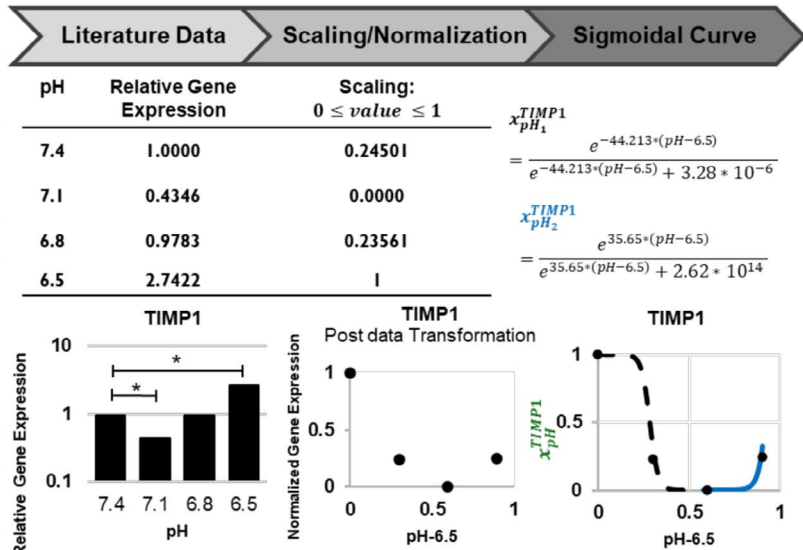 Literature Data
Scaling/Normalization
Sigmoidal Curve
pH
Relative Gene
Expression
Scaling:
0 ≤ value ≤ 1
7.4
1.0000
0.24501
7.1
0.4346
0.0000
6.8
0.9783
0.23561
6.5
2.7422
1
x_{pH_1}^{TIMP1}
= \frac{e^{-44.213*(pH-6.5)}}{e^{-44.213*(pH-6.5)} + 3.28 * 10^{-6}}
x_{pH_2}^{TIMP1}
= \frac{e^{35.65*(pH-6.5)}}{e^{35.65*(pH-6.5)} + 2.62 * 10^{14}}
TIMP1
Relative Gene Expression
10
1
0.1
*
*
7.4 7.1 6.8 6.5
pH
TIMP1
Post data Transformation
Normalized Gene Expression
1
0.5
0
0 0.5 1
pH-6.5
TIMP1
x_{pH}^{TIMP1}
1
0.5
0
0 0.5 1
pH-6.5